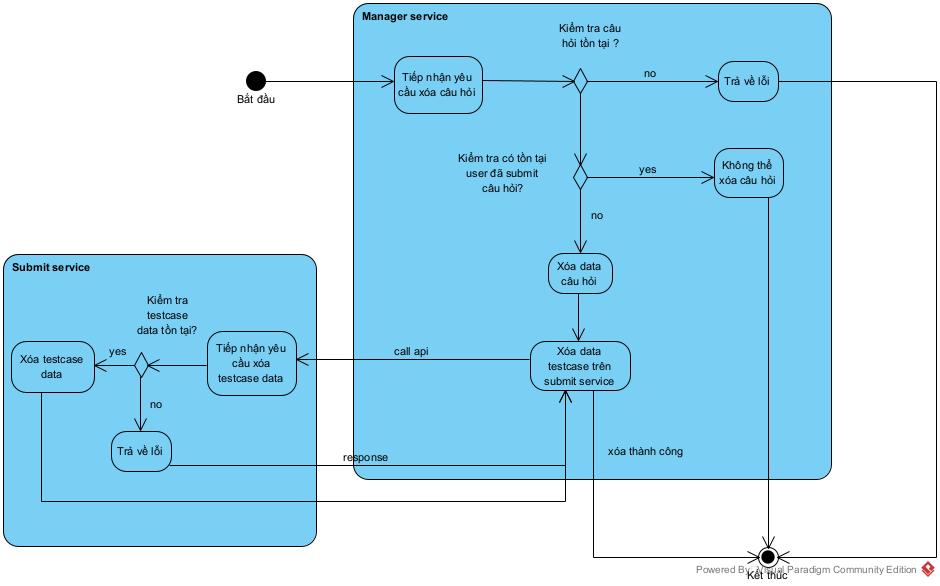 Manager service
Kiểm tra câu
hỏi tồn tại ?
Bắt đầu
Tiếp nhận yêu
cầu xóa câu hỏi
no
Trả về lỗi
Kiểm tra có tồn tại
user đã submit
câu hỏi?
yes
Không thể
xóa câu hỏi
no
Xóa data
câu hỏi
Submit service
Kiểm tra
testcase
data tồn tại?
Xóa testcase
data
yes
Tiếp nhận yêu
cầu xóa
testcase data
call api
Xóa data
testcase trên
submit service
no
Trả về lỗi
response
xóa thành công
Kết thúc
Powered By: Visual Paradigm Community Edition